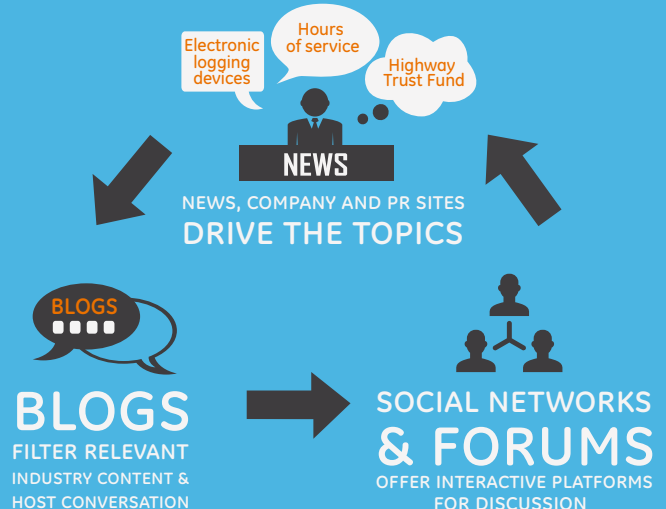 Electronic
logging
devices
Hours
of service
Highway
Trust Fund
NEWS
NEWS, COMPANY AND PR SITES
DRIVE THE TOPICS
BLOGS
BLOGS
FILTER RELEVANT
INDUSTRY CONTENT &
HOST CONVERSATION
SOCIAL NETWORKS
& FORUMS
OFFER INTERACTIVE PLATFORMS
FOR DISCUSSION